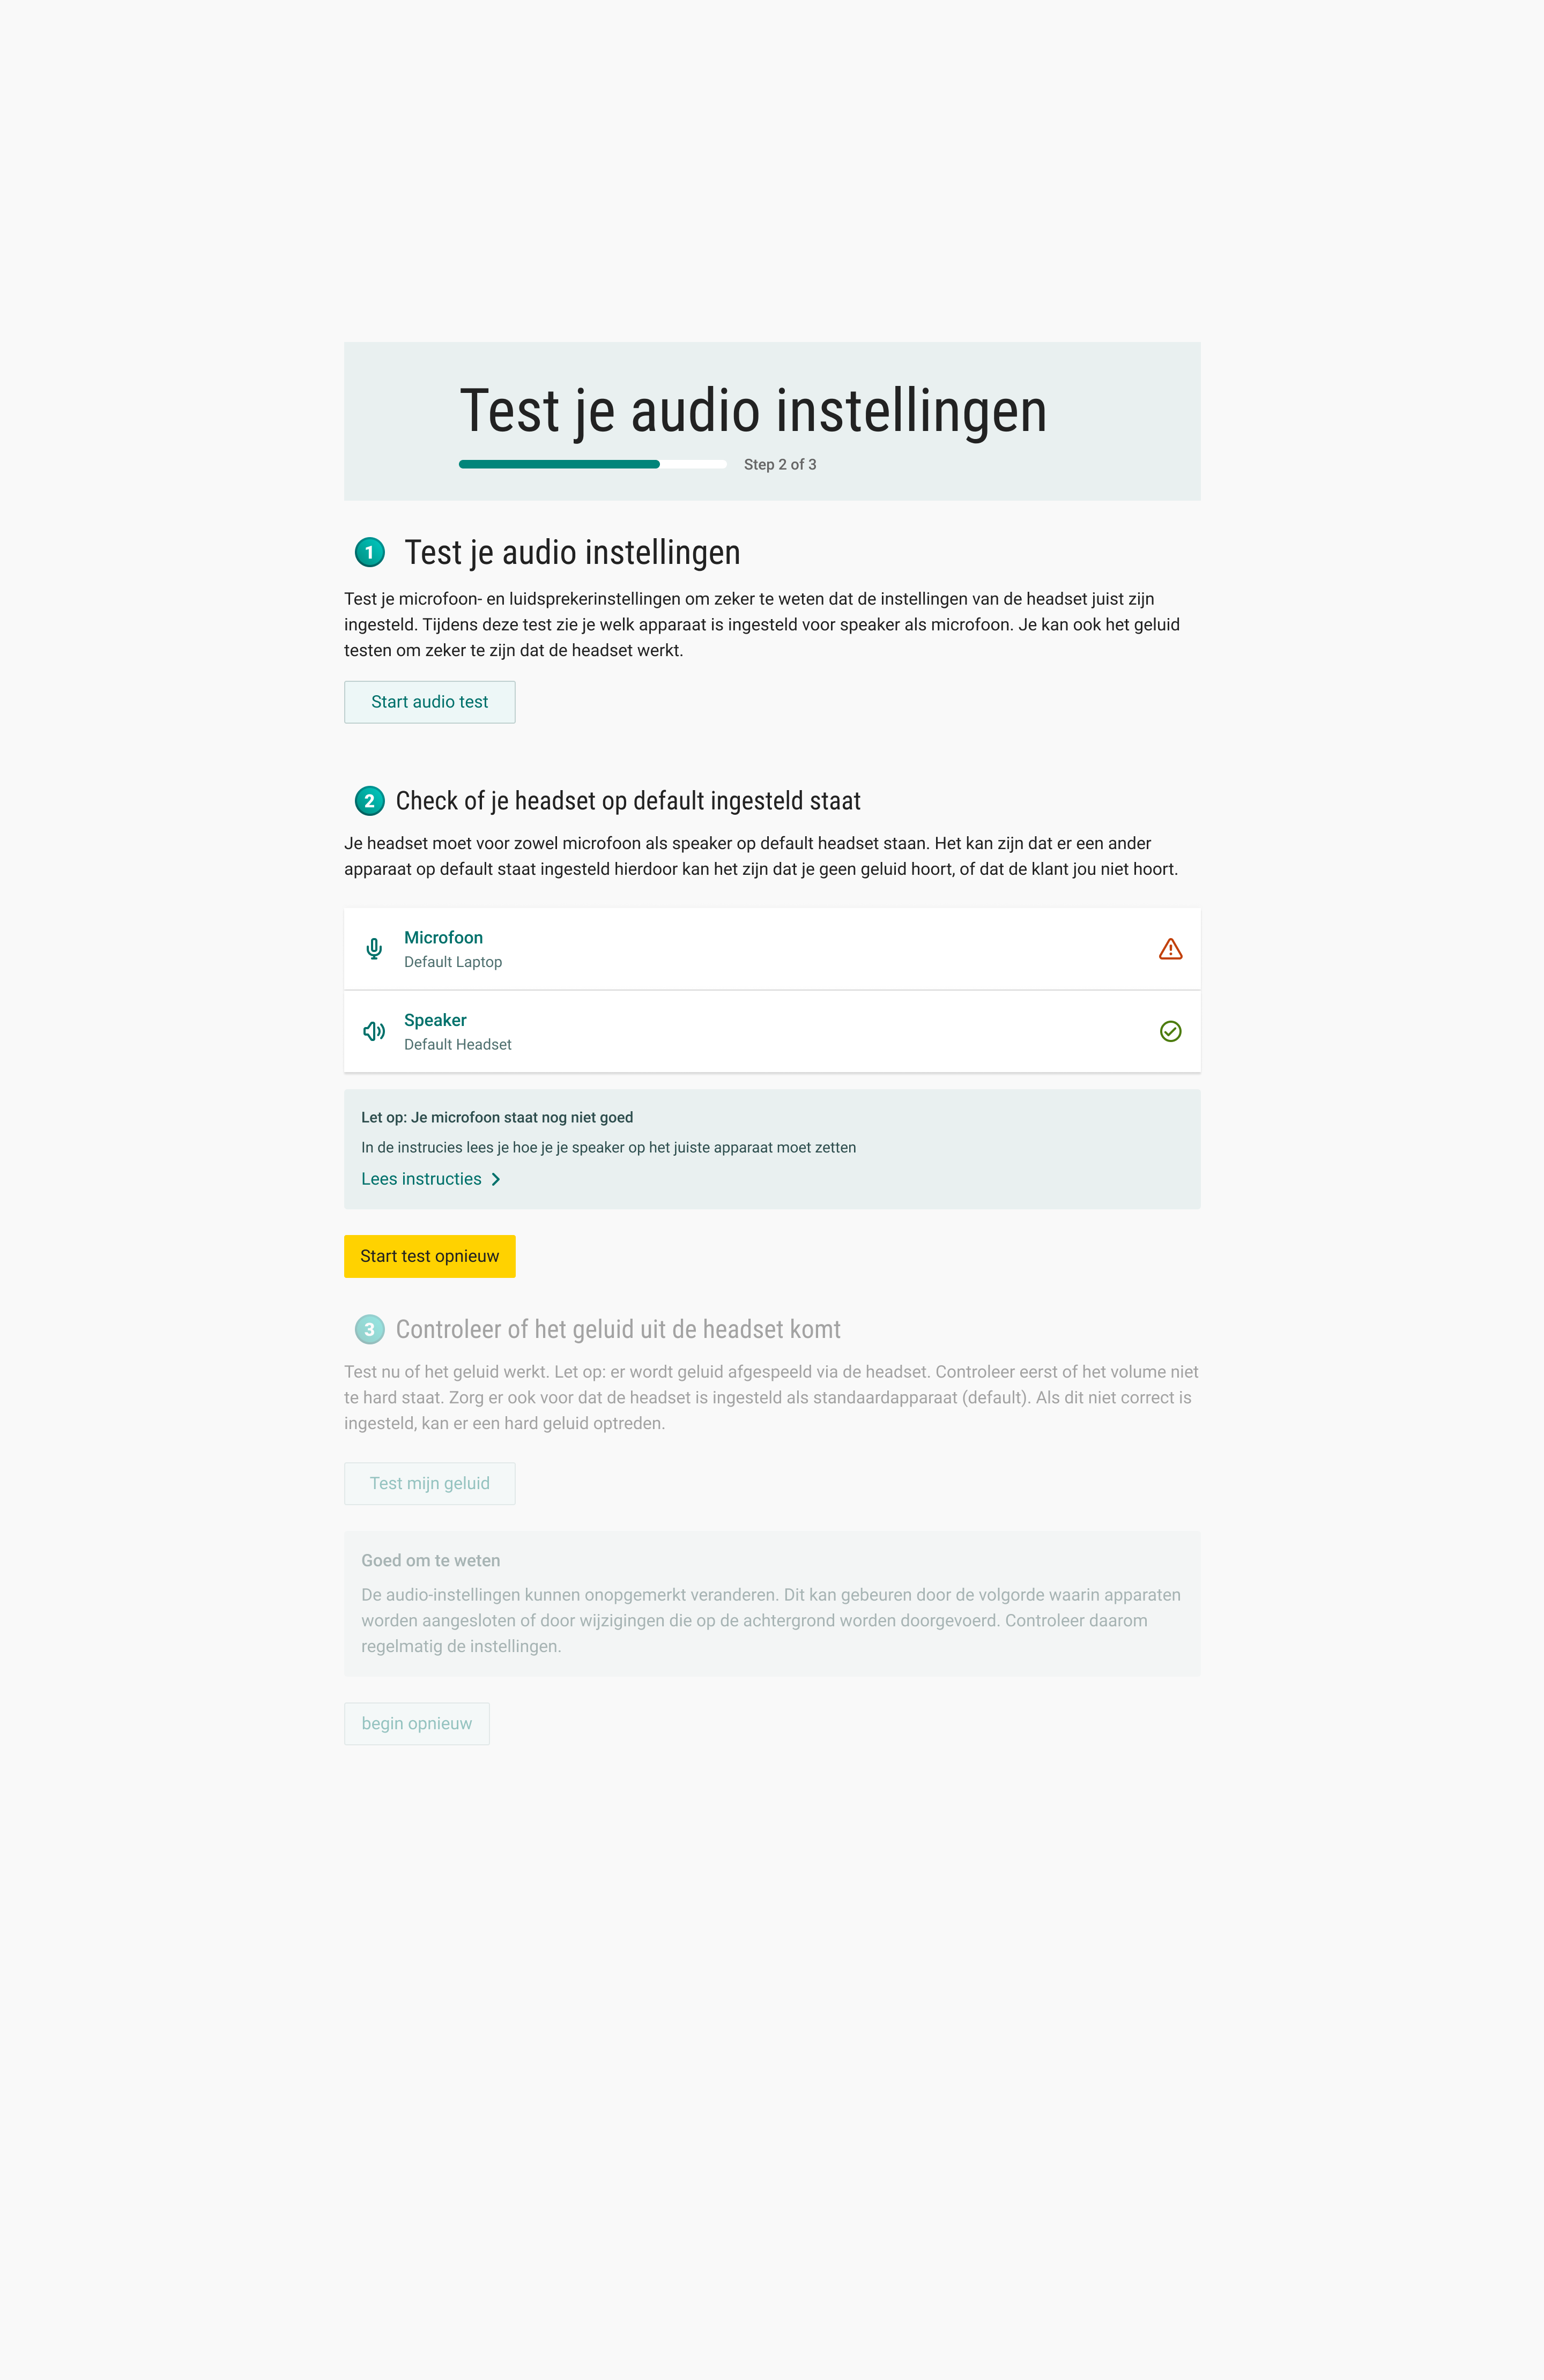 Test je audio instellingen
Step 2 of 3
1 Test je audio instellingen
Test je microfoon- en luidsprekerinstellingen om zeker te weten dat de instellingen van de headset juist zijn
ingesteld. Tijdens deze test zie je welk apparaat is ingesteld voor speaker als microfoon. Je kan ook het geluid
testen om zeker te zijn dat de headset werkt.
Start audio test
2 Check of je headset op default ingesteld staat
Je headset moet voor zowel microfoon als speaker op default headset staan. Het kan zijn dat er een ander
apparaat op default staat ingesteld hierdoor kan het zijn dat je geen geluid hoort, of dat de klant jou niet hoort.
Microfoon
Default Laptop
Speaker
Default Headset
Let op: Je microfoon staat nog niet goed
In de instrucies lees je hoe je je speaker op het juiste apparaat moet zetten
Lees instructies
Start test opnieuw
3 Controleer of het geluid uit de headset komt
Test nu of het geluid werkt. Let op: er wordt geluid afgespeeld via de headset. Controleer eerst of het volume niet
te hard staat. Zorg er ook voor dat de headset is ingesteld als standaardapparaat (default). Als dit niet correct is
ingesteld, kan er een hard geluid optreden.
Test mijn geluid
Goed om te weten
De audio-instellingen kunnen onopgemerkt veranderen. Dit kan gebeuren door de volgorde waarin apparaten
worden aangesloten of door wijzigingen die op de achtergrond worden doorgevoerd. Controleer daarom
regelmatig de instellingen.
begin opnieuw